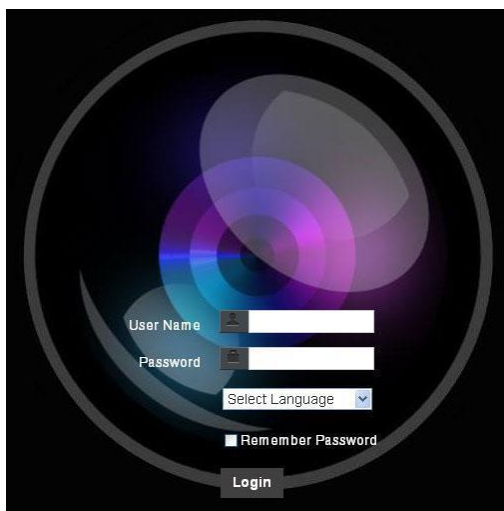 User Name
Password
Select Language
Remember Password
Login